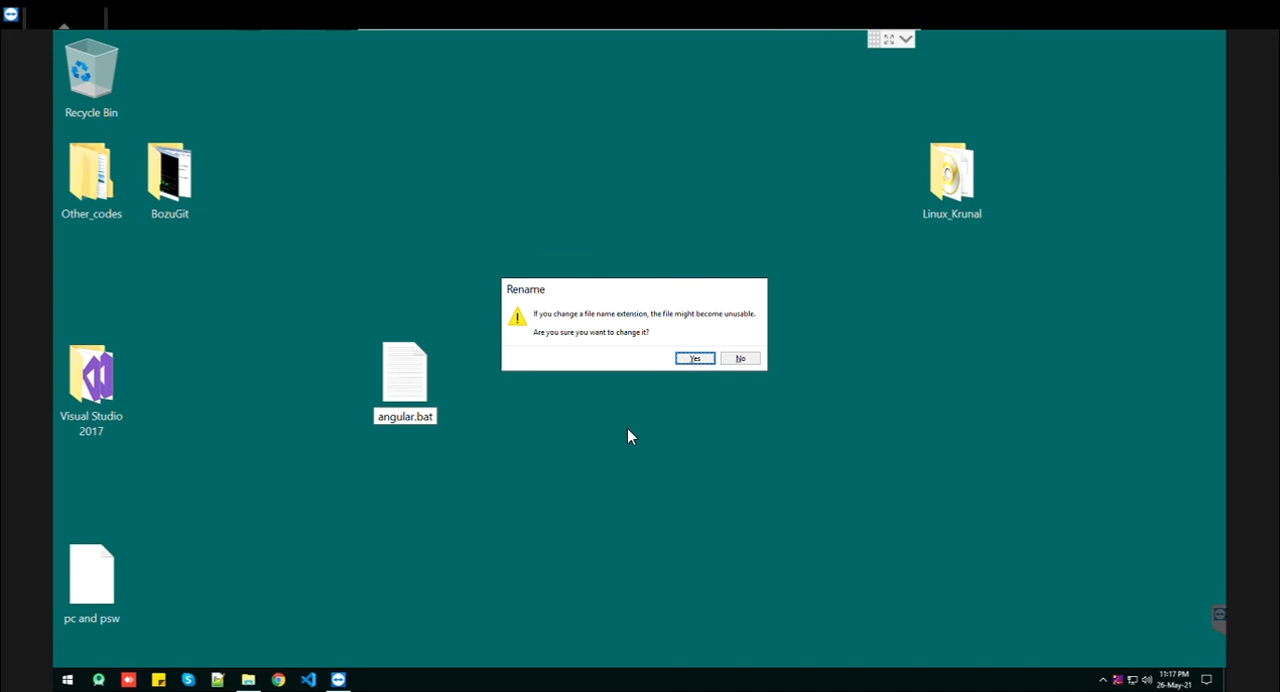 Recycle Bin
Other_codes
BozuGit
Linux_Krunal
Rename
If you change a file name extension, the file might become unusable.
Are you sure you want to change it?
Yes
No
Visual Studio
2017
angular.bat
pc and psw
11:17 PM
26-May-21